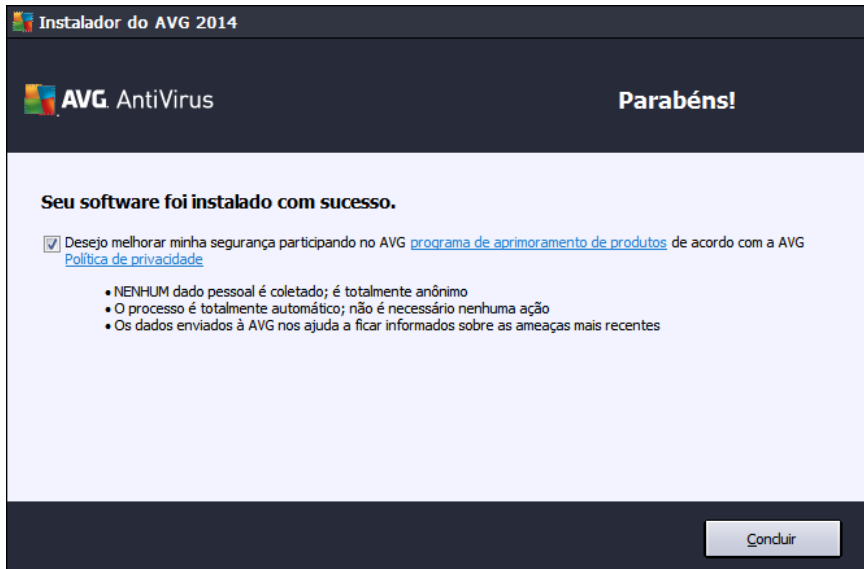 Instalador do AVG 2014
AVG. AntiVirus
Parabéns!
Seu software foi instalado com sucesso.
Desejo melhorar minha segurança participando no AVG programa de aprimoramento de produtos de acordo com a AVG
Política de privacidade
• NENHUM dado pessoal é coletado; é totalmente anônimo
• O processo é totalmente automático; não é necessário nenhuma ação
• Os dados enviados à AVG nos ajuda a ficar informados sobre as ameaças mais recentes
Concluir